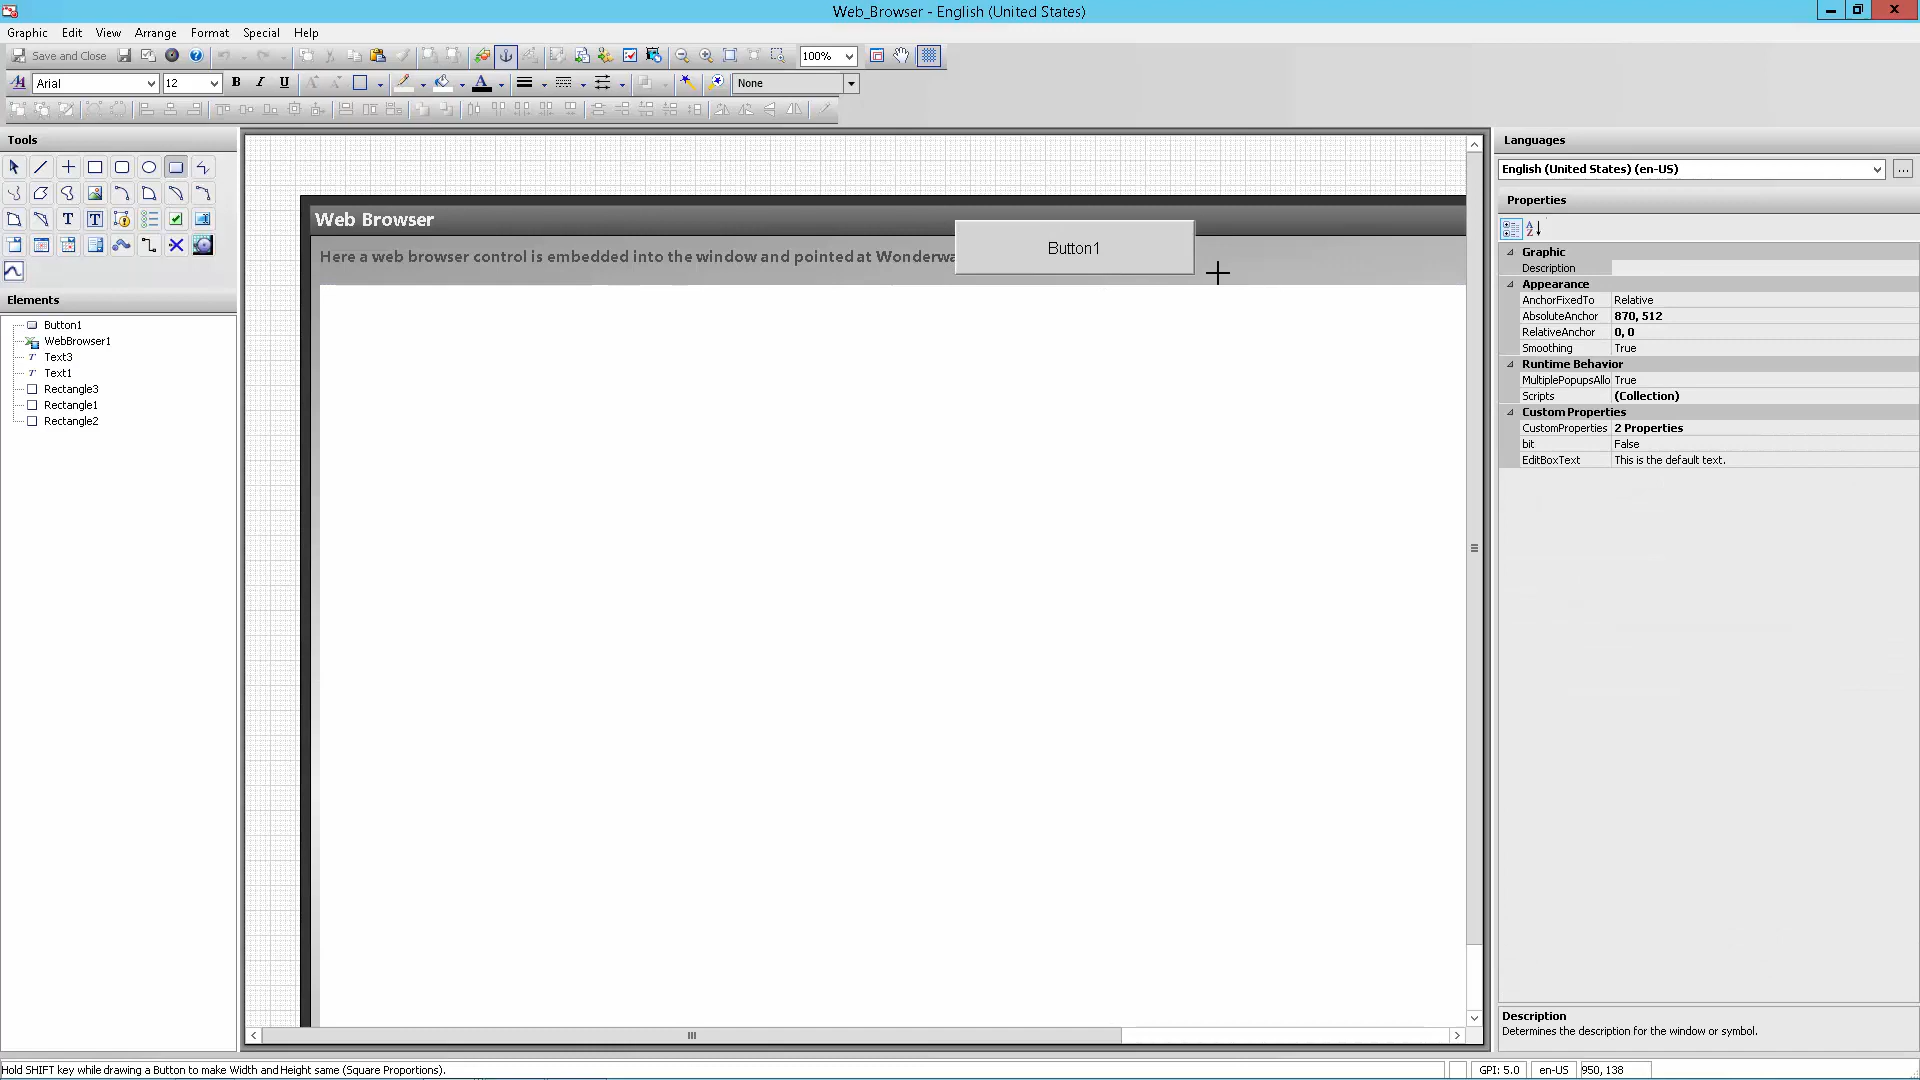 Web_Browser - English (United States)
Graphic Edit View Arrange Format Special Help
Save and Close
100%
Arial 12 B I U A None
Tools
T T
Elements
Button1
WebBrowser1
Text3
Text1
Rectangle3
Rectangle1
Rectangle2
Web Browser
Here a web browser control is embedded into the window and pointed at Wonderwa
Button1
Languages
English (United States) (en-US)
...
Properties
Graphic
Description
Appearance
AnchorFixedTo Relative
AbsoluteAnchor 870, 512
RelativeAnchor 0, 0
Smoothing True
Runtime Behavior
MultiplePopupsAllo True
Scripts (Collection)
Custom Properties
CustomProperties 2 Properties
bit False
EditBoxText This is the default text.
Description
Determines the description for the window or symbol.
Hold SHIFT key while drawing a Button to make Width and Height same (Square Proportions).
GPI: 5.0 en-US 950, 138